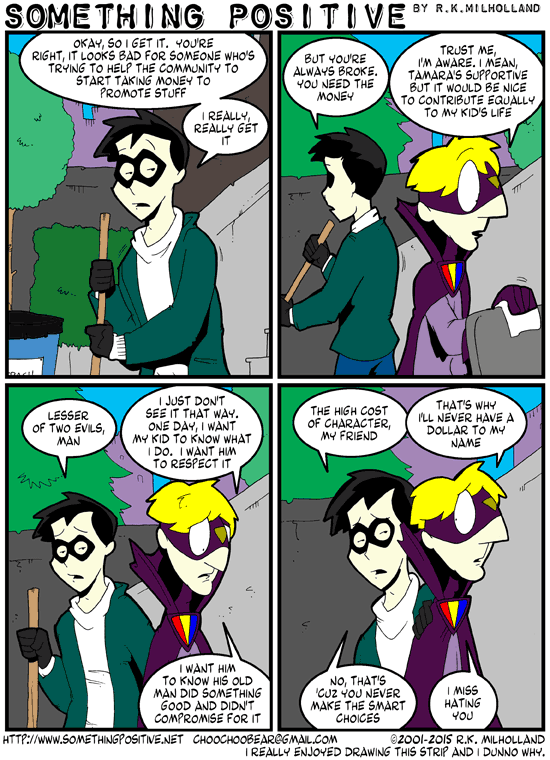 SOMETHING POSITIVE BY R.K.MILHOLLAND
OKAY, SO I GET IT. YOU'RE
RIGHT, IT LOOKS BAD FOR SOMEONE WHO'S
TRYING TO HELP THE COMMUNITY TO
START TAKING MONEY TO
PROMOTE STUFF
I REALLY,
REALLY GET
IT
TRASH
BUT YOU'RE
ALWAYS BROKE.
YOU NEED THE
MONEY
TRUST ME,
I'M AWARE. I MEAN,
TAMARA'S SUPPORTIVE
BUT IT WOULD BE NICE
TO CONTRIBUTE EQUALLY
TO MY KID'S LIFE
LESSER
OF TWO EVILS,
MAN
I JUST DON'T
SEE IT THAT WAY.
ONE DAY, I WANT
MY KID TO KNOW WHAT
I DO. I WANT HIM
TO RESPECT IT
I WANT HIM
TO KNOW HIS OLD
MAN DID SOMETHING
GOOD AND DIDN'T
COMPROMISE FOR IT
THE HIGH COST
OF CHARACTER,
MY FRIEND
THAT'S WHY
I'LL NEVER HAVE A
DOLLAR TO MY
NAME
NO, THAT'S
'CUZ YOU NEVER
MAKE THE SMART
CHOICES
I MISS
HATING
YOU
HTTP://WWW.SOMETHINGPOSITIVE.NET CHOOCHOOBEAR@GMAIL.COM ©2001-2015 R.K. MILHOLLAND
I REALLY ENJOYED DRAWING THIS STRIP AND I DUNNO WHY.